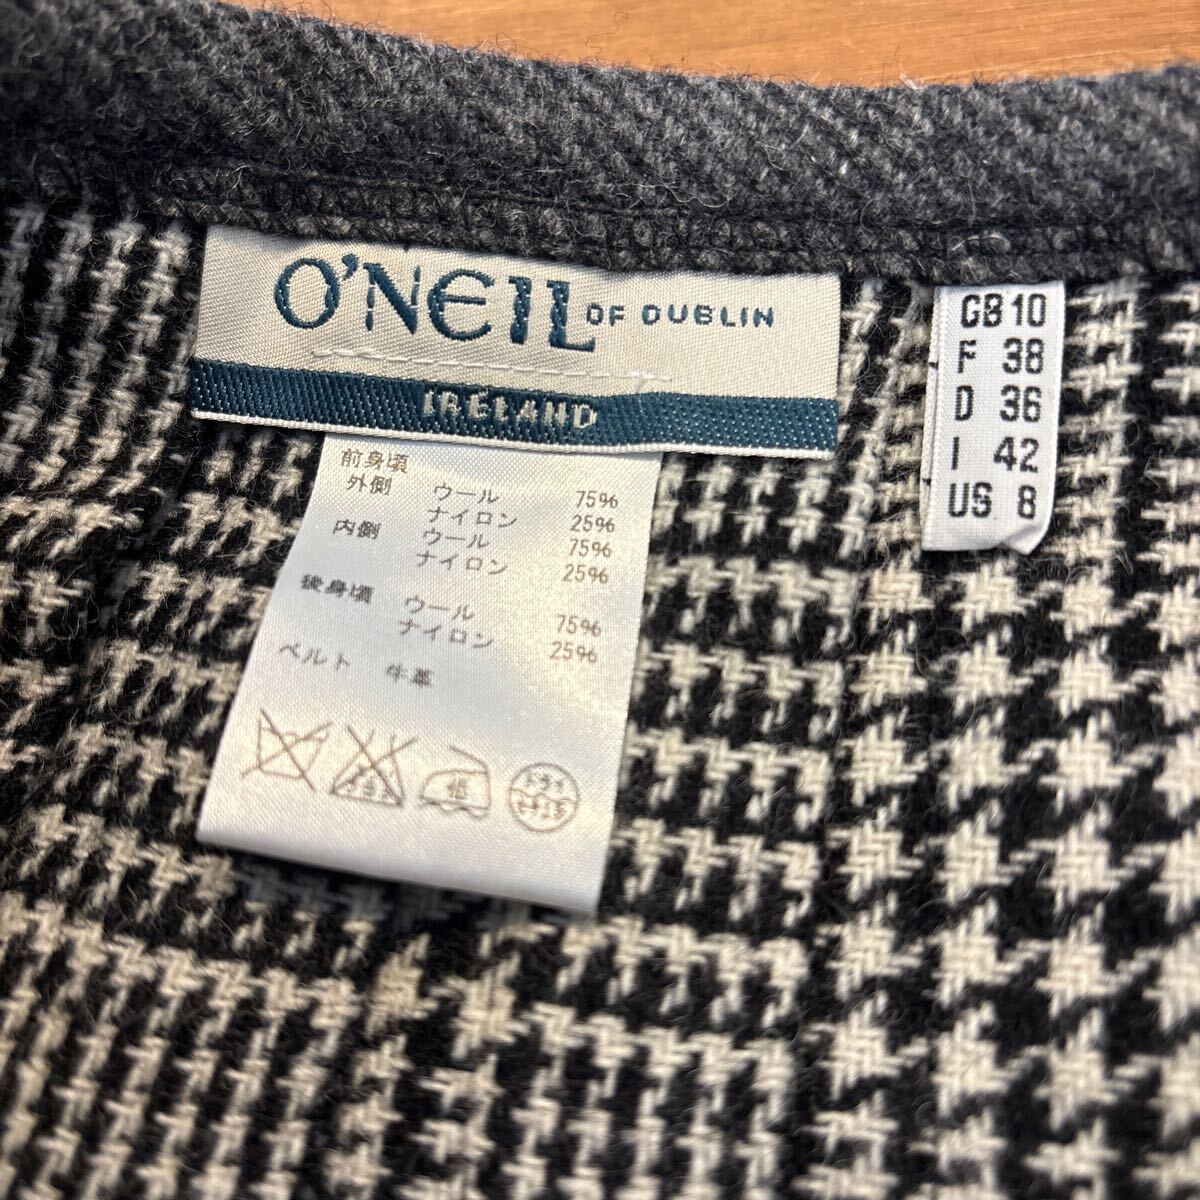 O'NEIL OF DUBLIN
IRELAND
GB 10
F 38
D 36
I 42
US 8
前身頃
外側 ウール 75%
ナイロン 25%
内側 ウール 75%
ナイロン 25%
後身頃 ウール 75%
ナイロン 25%
ベルト 牛革
低